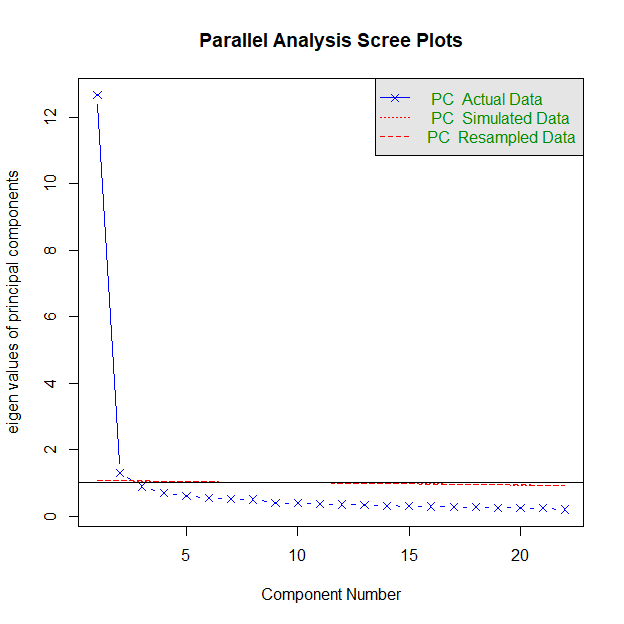 Parallel Analysis Scree Plots
PC Actual Data
PC Simulated Data
PC Resampled Data
eigen values of principal components
12
10
8
6
4
2
0
5 10 15 20
Component Number